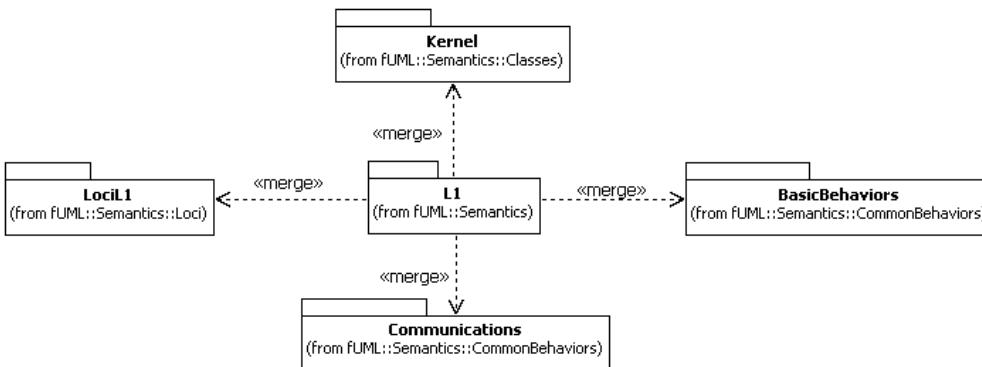 Kernel
(from fUML::Semantics::Classes)
«merge»
LociL1
(from fUML::Semantics::Loci)
«merge»
L1
(from fUML::Semantics)
«merge»
BasicBehaviors
(from fUML::Semantics::CommonBehaviors)
«merge»
Communications
(from fUML::Semantics::CommonBehaviors)